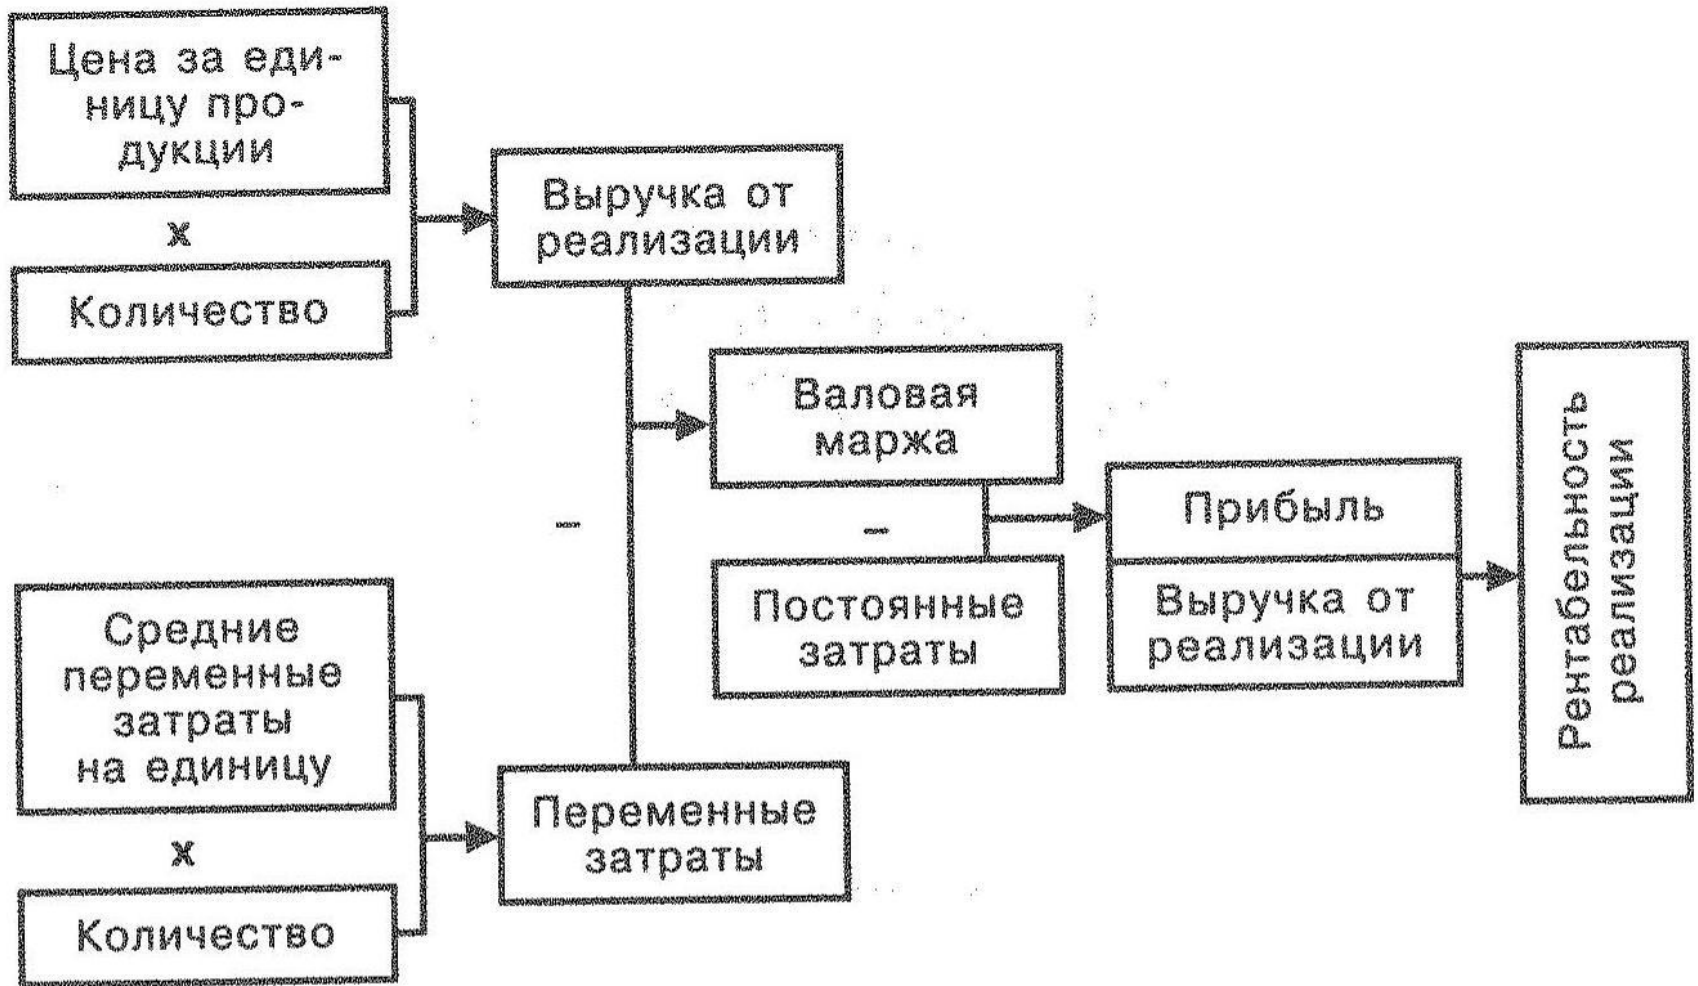 Цена за еди-
ницу про-
дукции
х
Количество
Выручка от
реализации
Валовая
маржа
–
–
Прибыль
Выручка от
реализации
Рентабельность
реализации
Постоянные
затраты
Средние
переменные
затраты
на единицу
х
Количество
Переменные
затраты